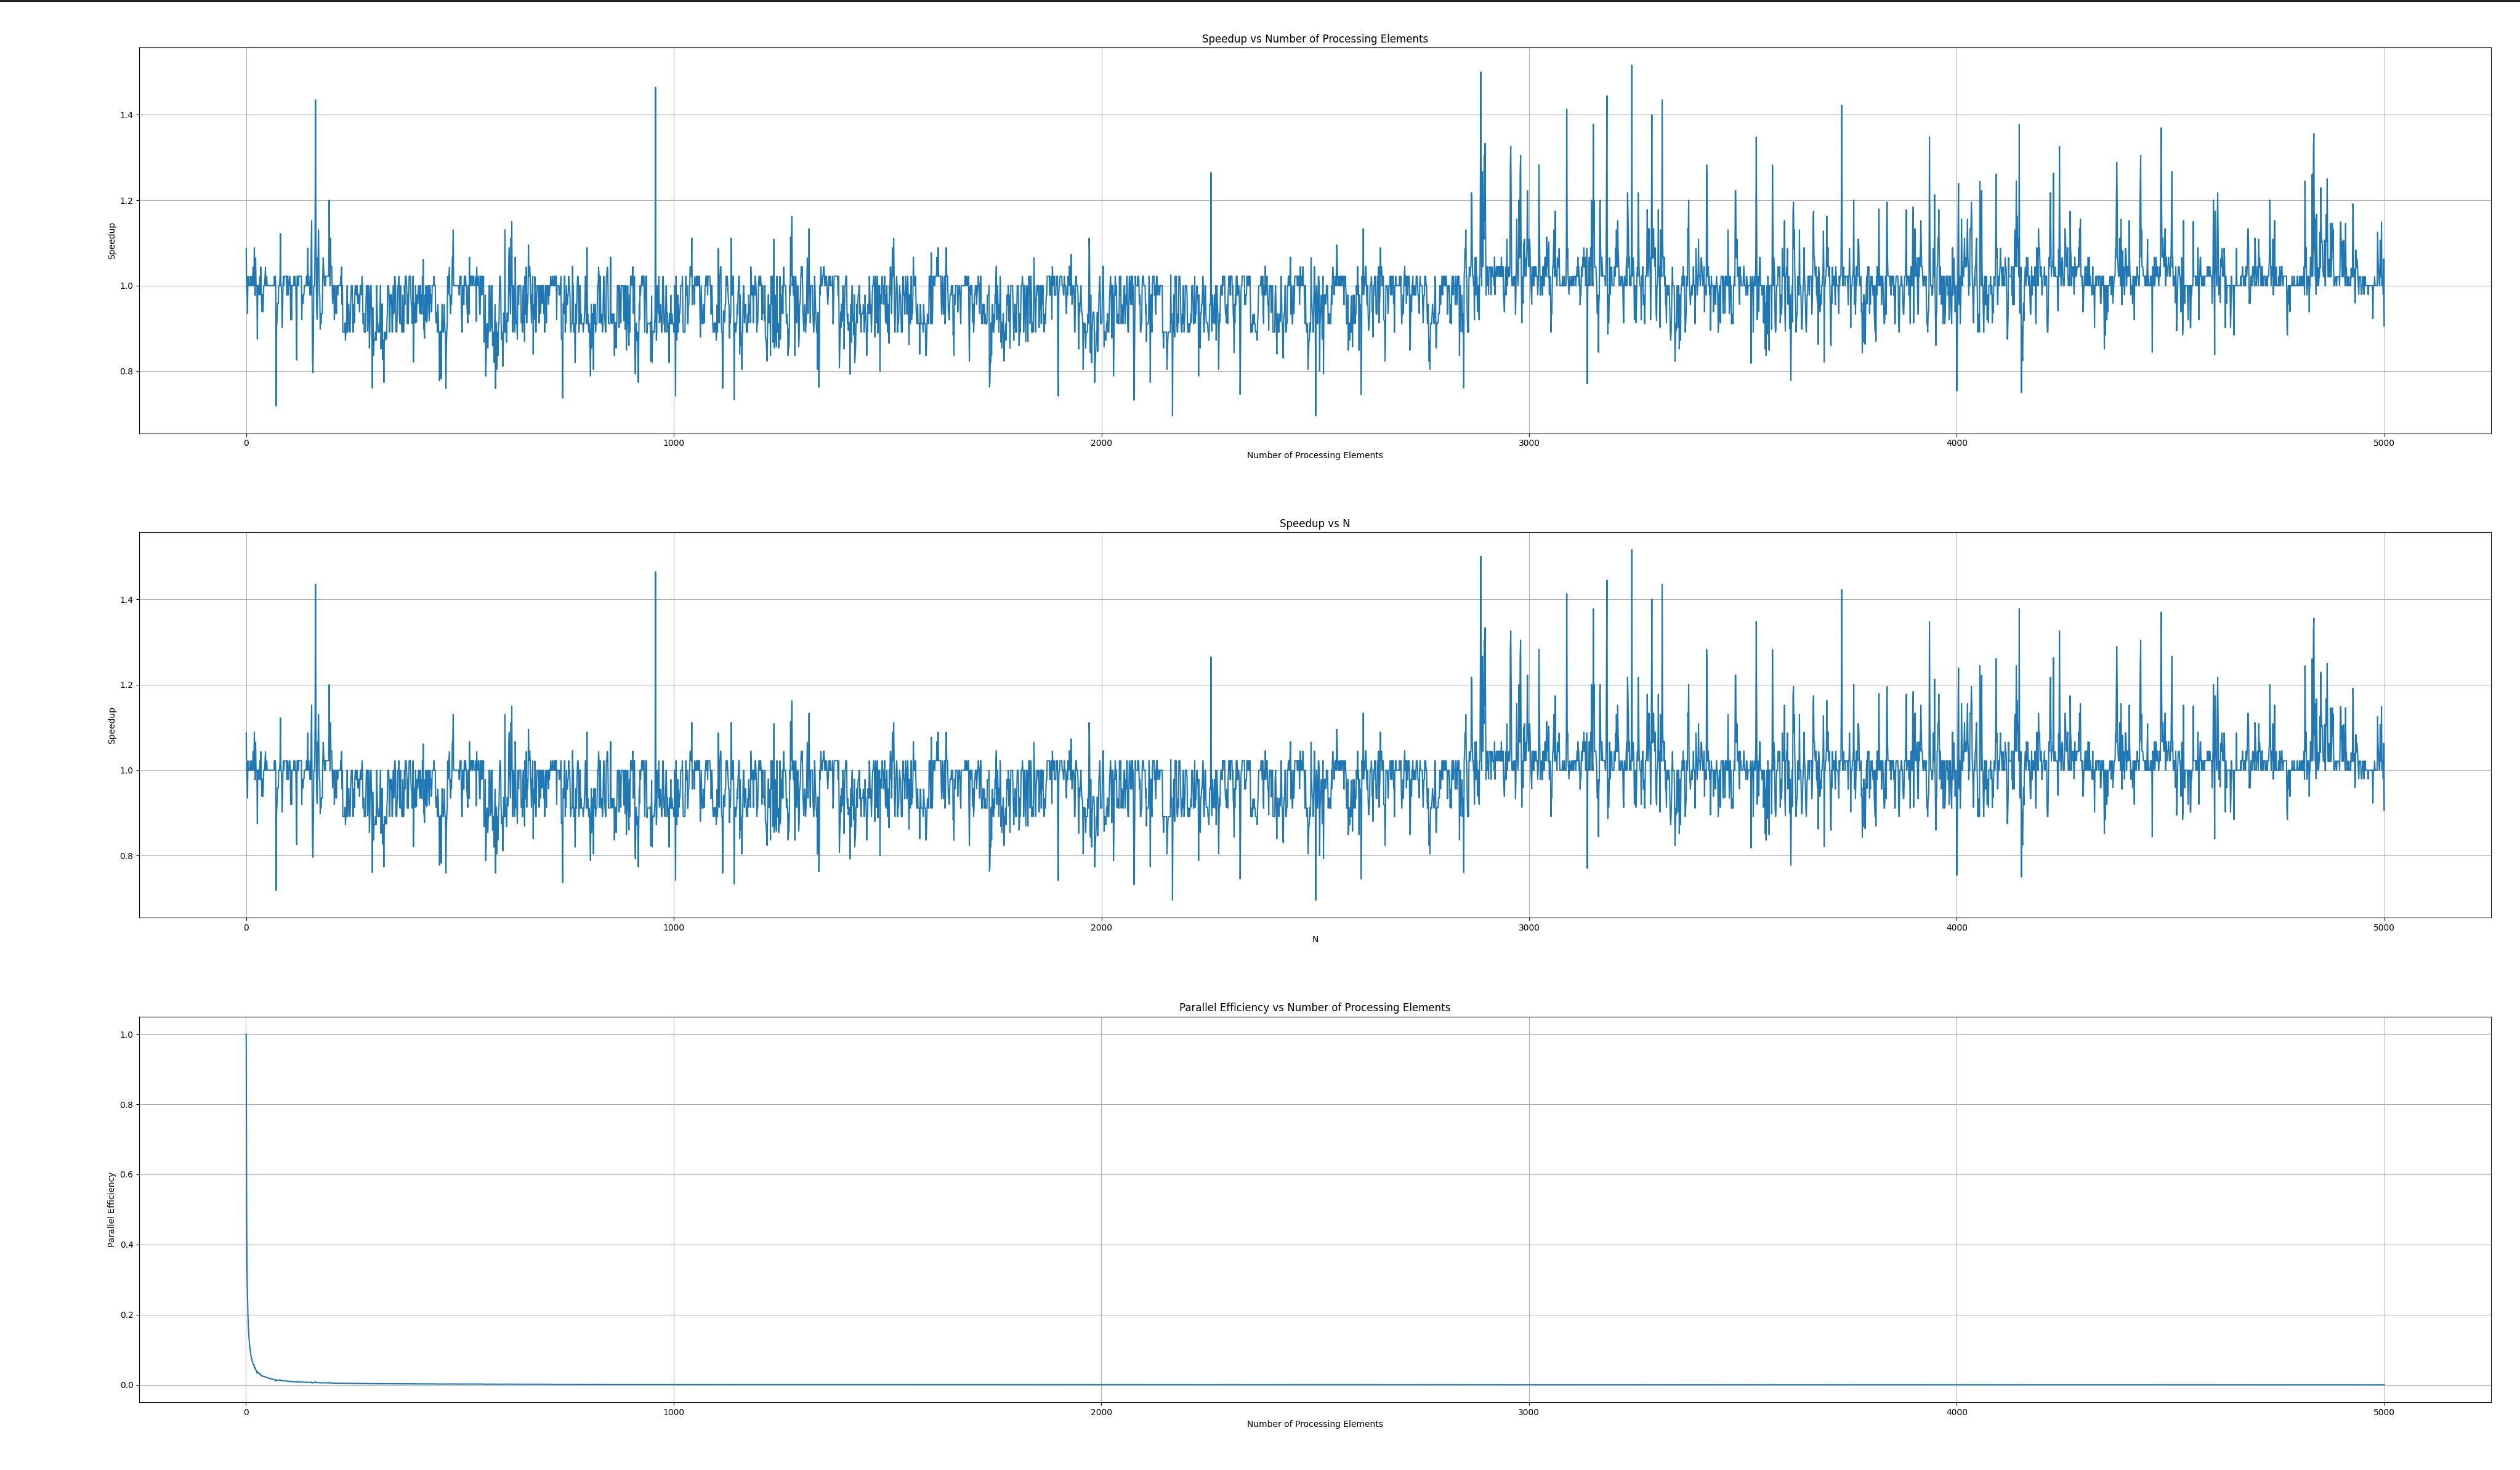 Speedup vs Number of Processing Elements
Speedup
1.4
1.2
1.0
0.8
0 1000 2000 3000 4000 5000
Number of Processing Elements
Speedup vs N
Speedup
1.4
1.2
1.0
0.8
0 1000 2000 3000 4000 5000
N
Parallel Efficiency vs Number of Processing Elements
Parallel Efficiency
1.0
0.8
0.6
0.4
0.2
0.0
0 1000 2000 3000 4000 5000
Number of Processing Elements